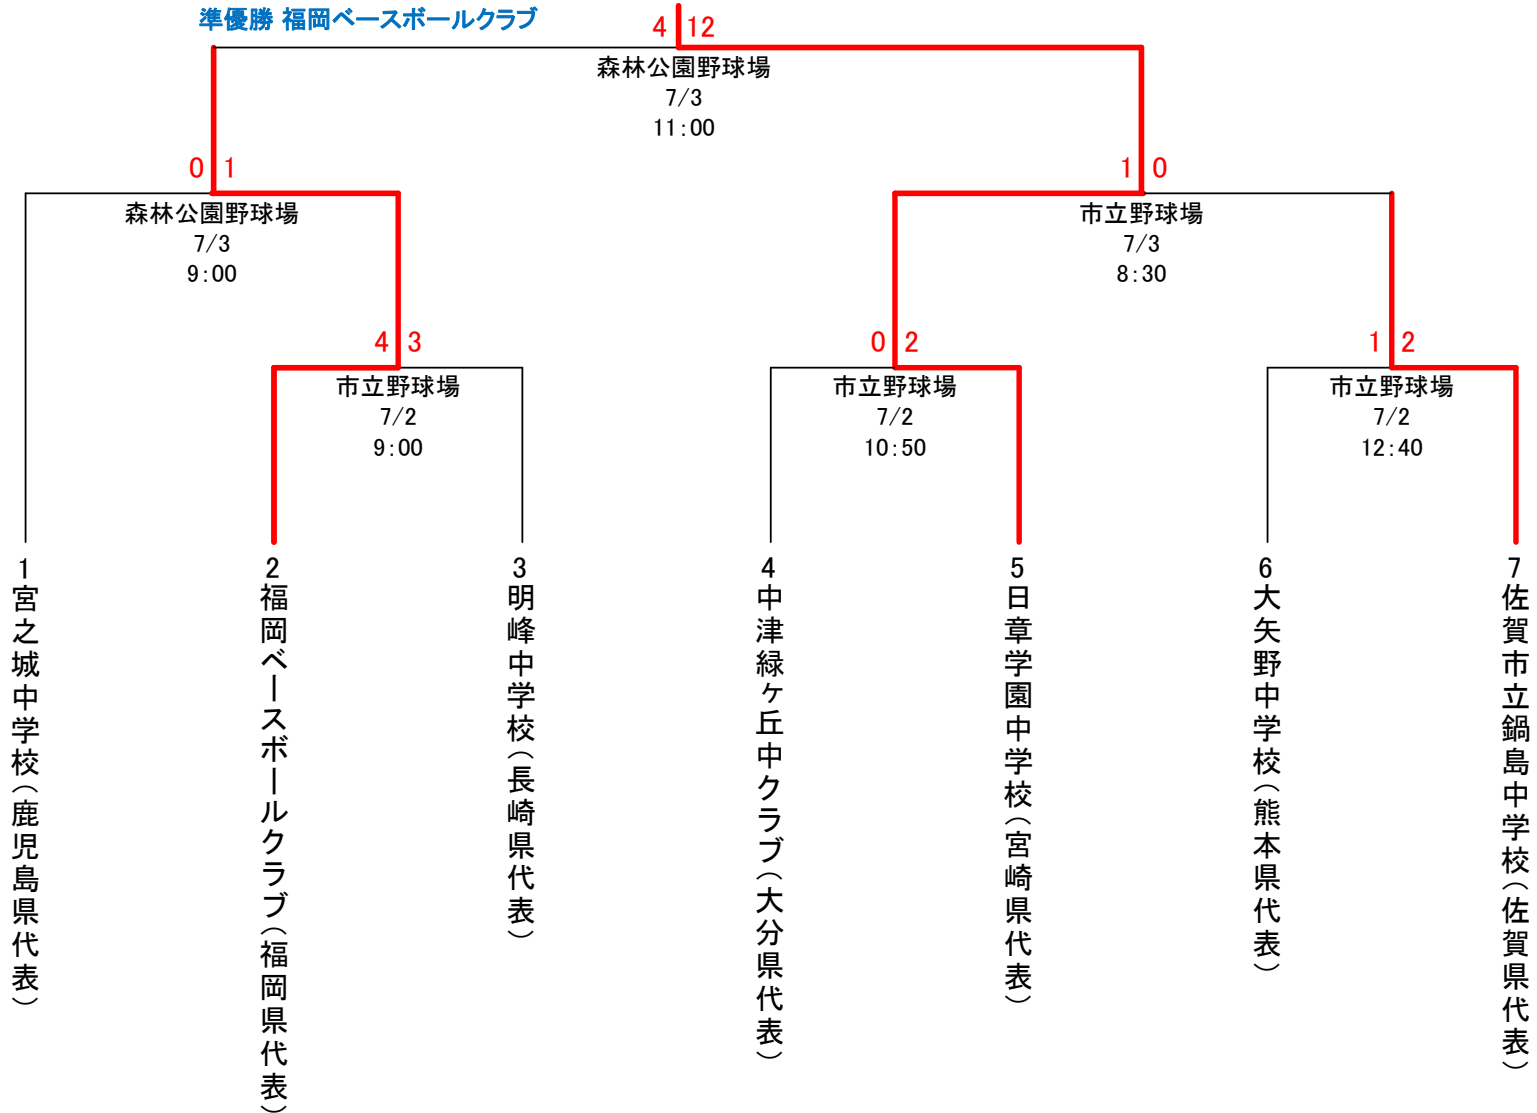 準優勝 福岡ベースボールクラブ
4 12
森林公園野球場
7/3
11:00
0 1
森林公園野球場
7/3
9:00
1 0
市立野球場
7/3
8:30
4 3
市立野球場
7/2
9:00
0 2
市立野球場
7/2
10:50
1 2
市立野球場
7/2
12:40
1
宮之城中学校(鹿児島県代表)
2
福岡ベースボールクラブ(福岡県代表)
3
明峰中学校(長崎県代表)
4
中津緑ヶ丘中クラブ(大分県代表)
5
日章学園中学校(宮崎県代表)
6
大矢野中学校(熊本県代表)
7
佐賀市立鍋島中学校(佐賀県代表)